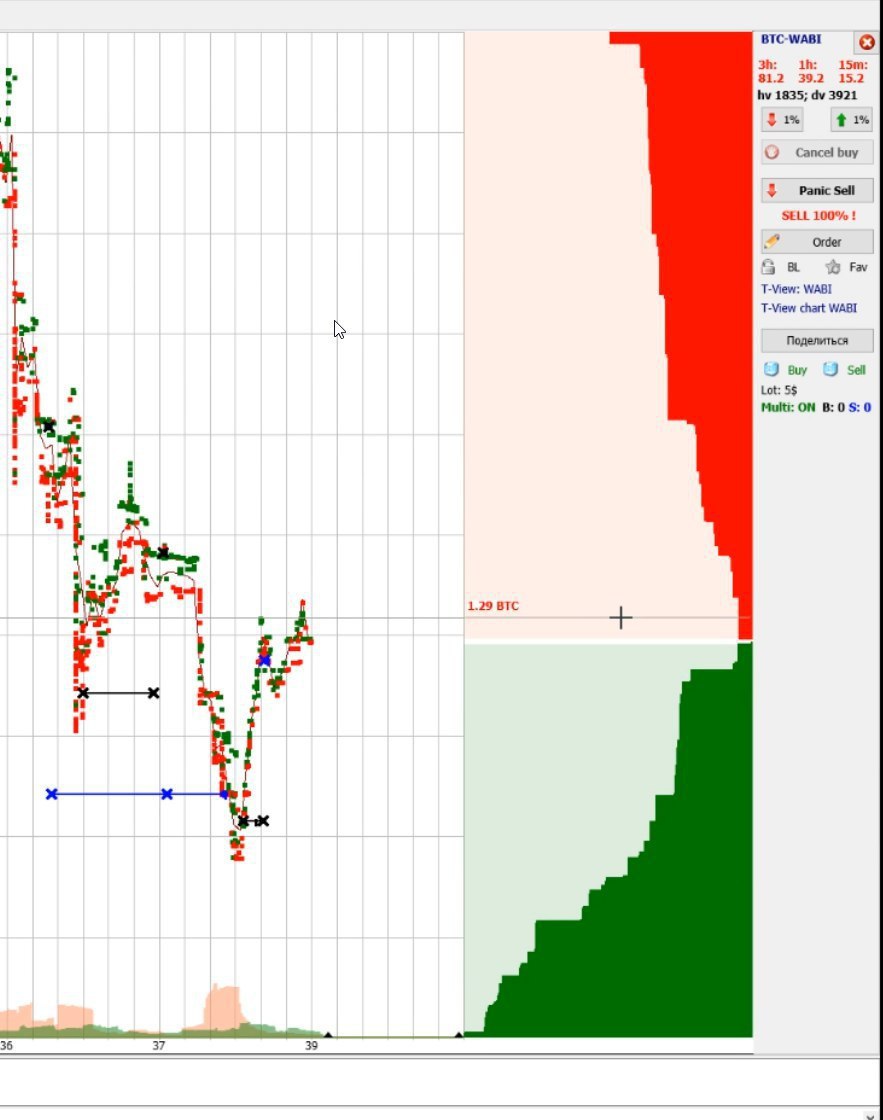 BTC-WABI
3h: 1h: 15m:
81.2 39.2 15.2
hv 1835; dv 3921
1% 1%
Cancel buy
Panic Sell
SELL 100% !
Order
BL Fav
T-View: WABI
T-View chart WABI
Поделиться
Buy Sell
Lot: 5$
Multi: ON B: 0 S: 0
1.29 BTC
36 37 39